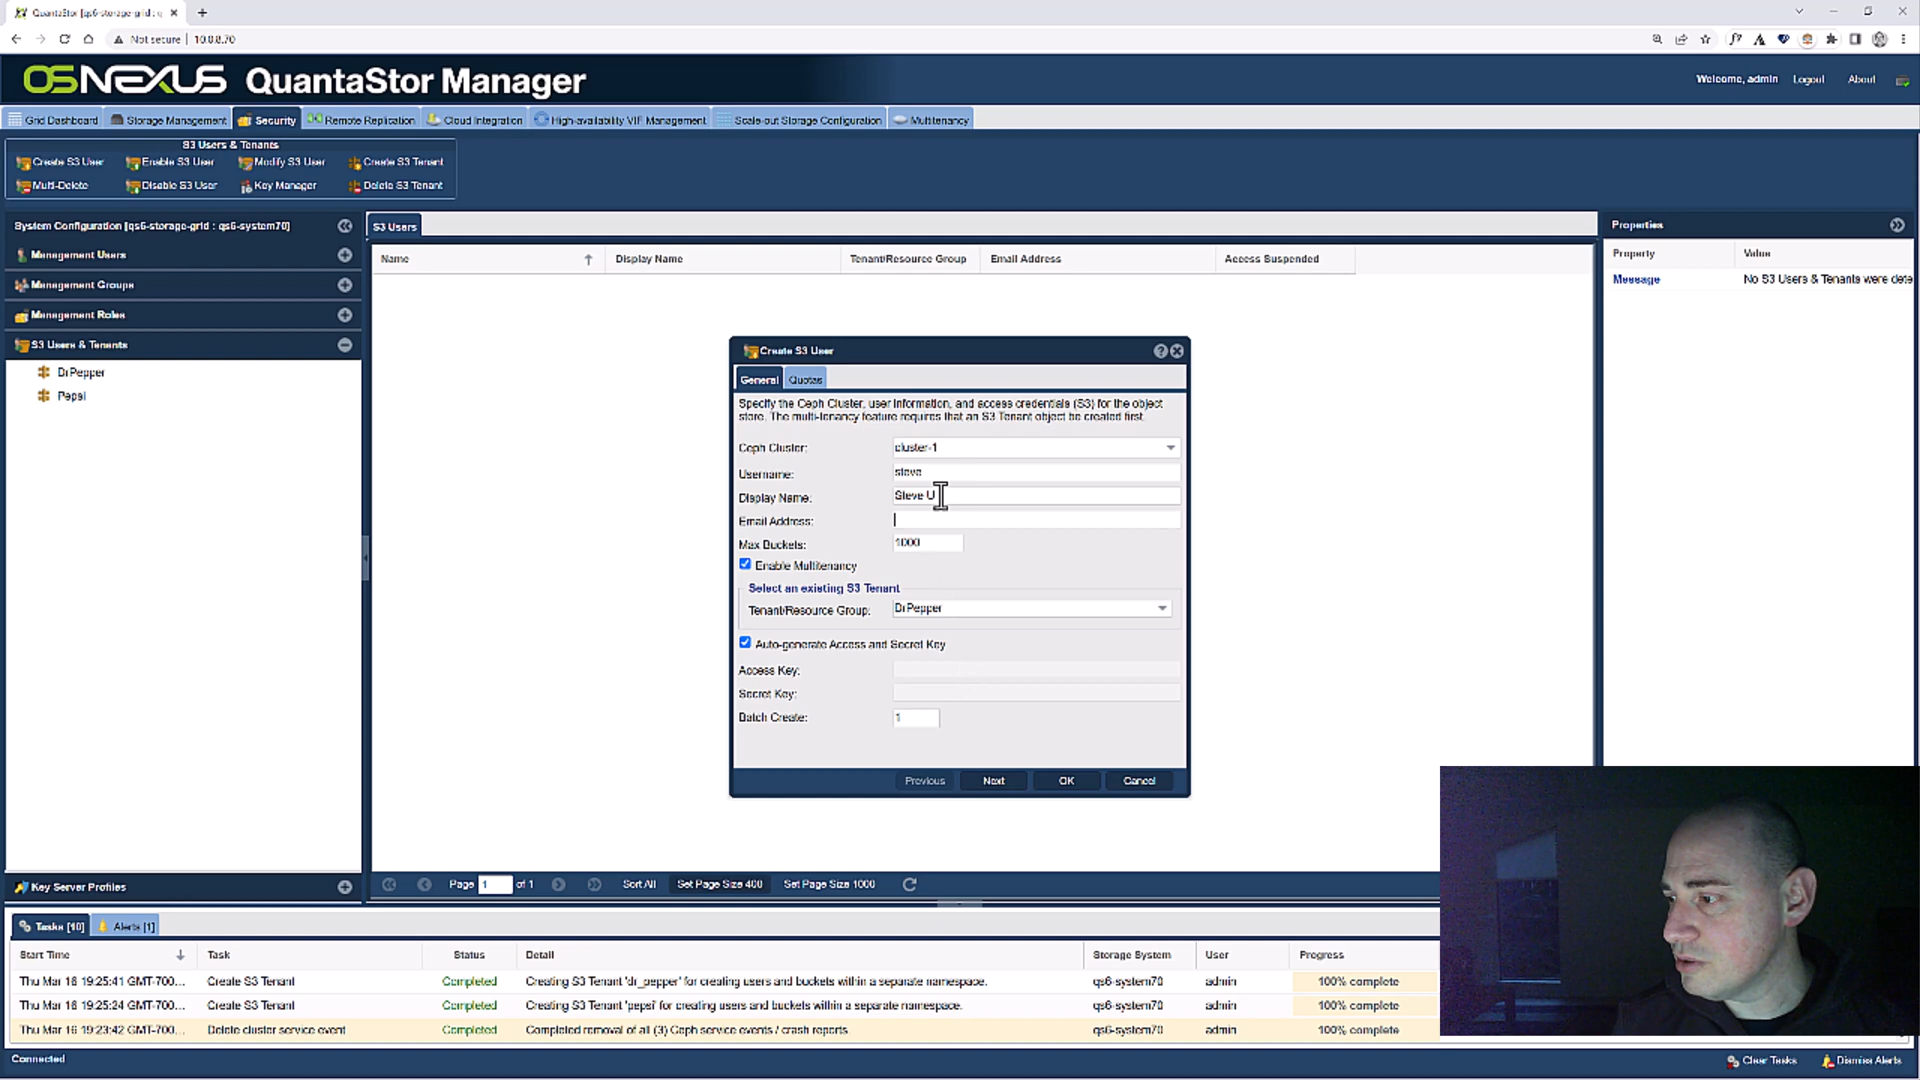 QuantaStor [qs6-storage-grid : q
Not secure
10.0.8.70
OSNEXUS QuantaStor Manager
Welcome, admin
Logout
About
Grid Dashboard
Storage Management
Security
Remote Replication
Cloud Integration
High-availability VIF Management
Scale-out Storage Configuration
Multitenancy
S3 Users & Tenants
Create S3 User
Enable S3 User
Modify S3 User
Create S3 Tenant
Multi-Delete
Disable S3 User
Key Manager
Delete S3 Tenant
System Configuration [qs6-storage-grid : qs6-system70]
Management Users
Management Groups
Management Roles
S3 Users & Tenants
DrPepper
Pepsi
Key Server Profiles
S3 Users
Name
Display Name
Tenant/Resource Group
Email Address
Access Suspended
Properties
Property
Value
Message
No S3 Users & Tenants were dete
Create S3 User
General
Quotas
Specify the Ceph Cluster, user information, and access credentials (S3) for the object
store. The multi-tenancy feature requires that an S3 Tenant object be created first.
Ceph Cluster:
cluster-1
Username:
steve
Display Name:
Steve U
Email Address:
Max Buckets:
1000
Enable Multitenancy
Select an existing S3 Tenant
Tenant/Resource Group:
DrPepper
Auto-generate Access and Secret Key
Access Key:
Secret Key:
Batch Create:
1
Previous
Next
OK
Cancel
Page 1 of 1
Sort All
Set Page Size 400
Set Page Size 1000
Tasks [10]
Alerts [1]
Start Time
Task
Status
Detail
Storage System
User
Progress
Thu Mar 16 19:25:41 GMT-700... Create S3 Tenant Completed Creating S3 Tenant 'dr_pepper' for creating users and buckets within a separate namespace. qs6-system70 admin 100% complete
Thu Mar 16 19:25:24 GMT-700... Create S3 Tenant Completed Creating S3 Tenant 'pepsi' for creating users and buckets within a separate namespace. qs6-system70 admin 100% complete
Thu Mar 16 19:23:42 GMT-700... Delete cluster service event Completed Completed removal of all (3) Ceph service events / crash reports qs6-system70 admin 100% complete
Connected
Clear Tasks
Dismiss Alerts